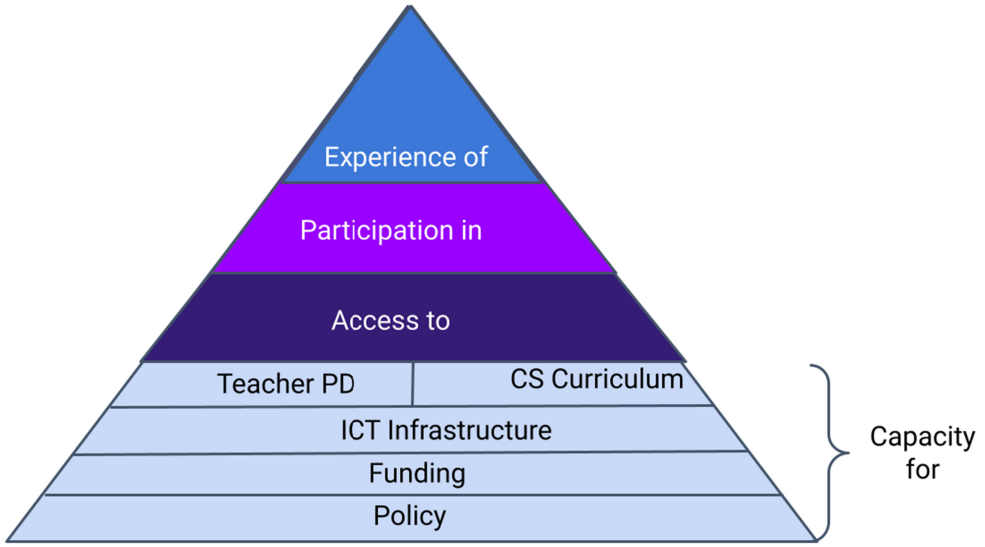 Experience of
Participation in
Access to
Teacher PD
CS Curriculum
ICT Infrastructure
Funding
Policy
Capacity
for